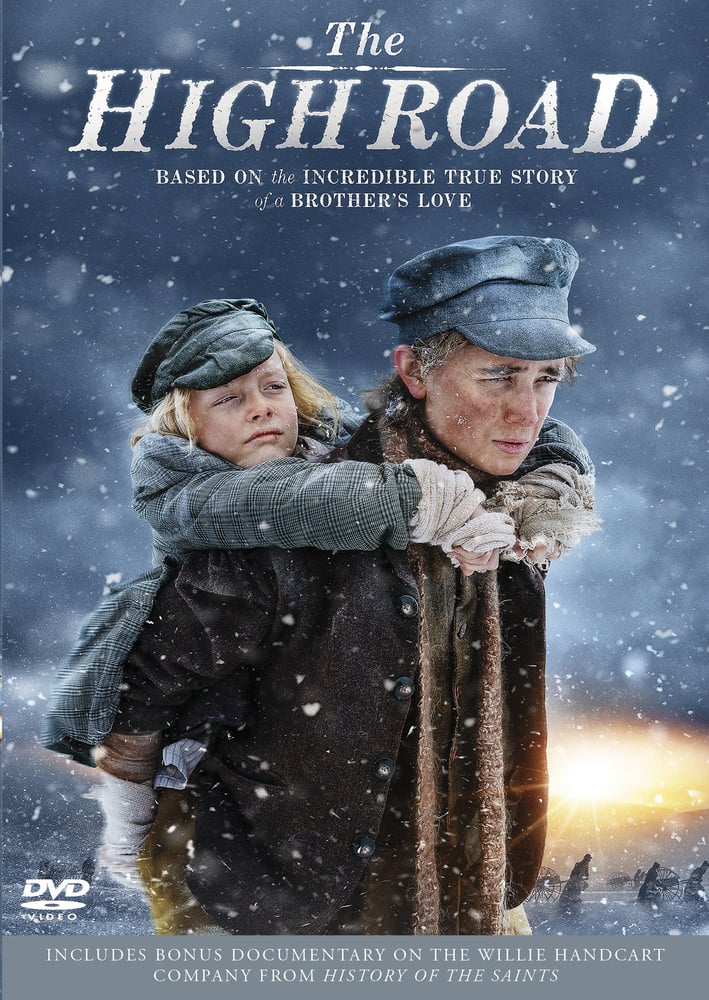 The
HIGH ROAD
BASED ON the INCREDIBLE TRUE STORY
of a BROTHER'S LOVE
DVD
VIDEO
INCLUDES BONUS DOCUMENTARY ON THE WILLIE HANDCART
COMPANY FROM HISTORY OF THE SAINTS